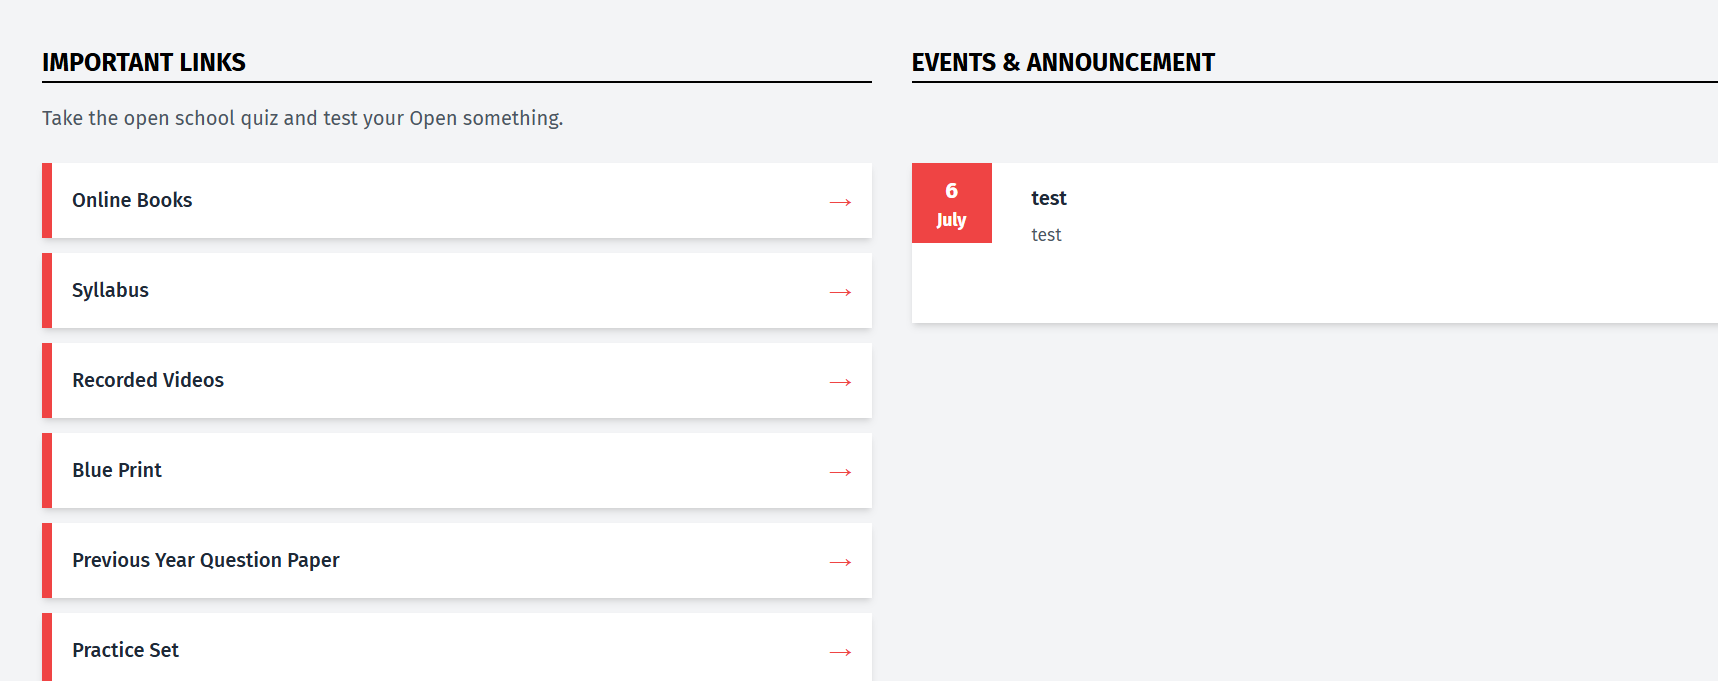 IMPORTANT LINKS
Take the open school quiz and test your Open something.
Online Books →
Syllabus →
Recorded Videos →
Blue Print →
Previous Year Question Paper →
Practice Set →
EVENTS & ANNOUNCEMENT
6
July
test
test